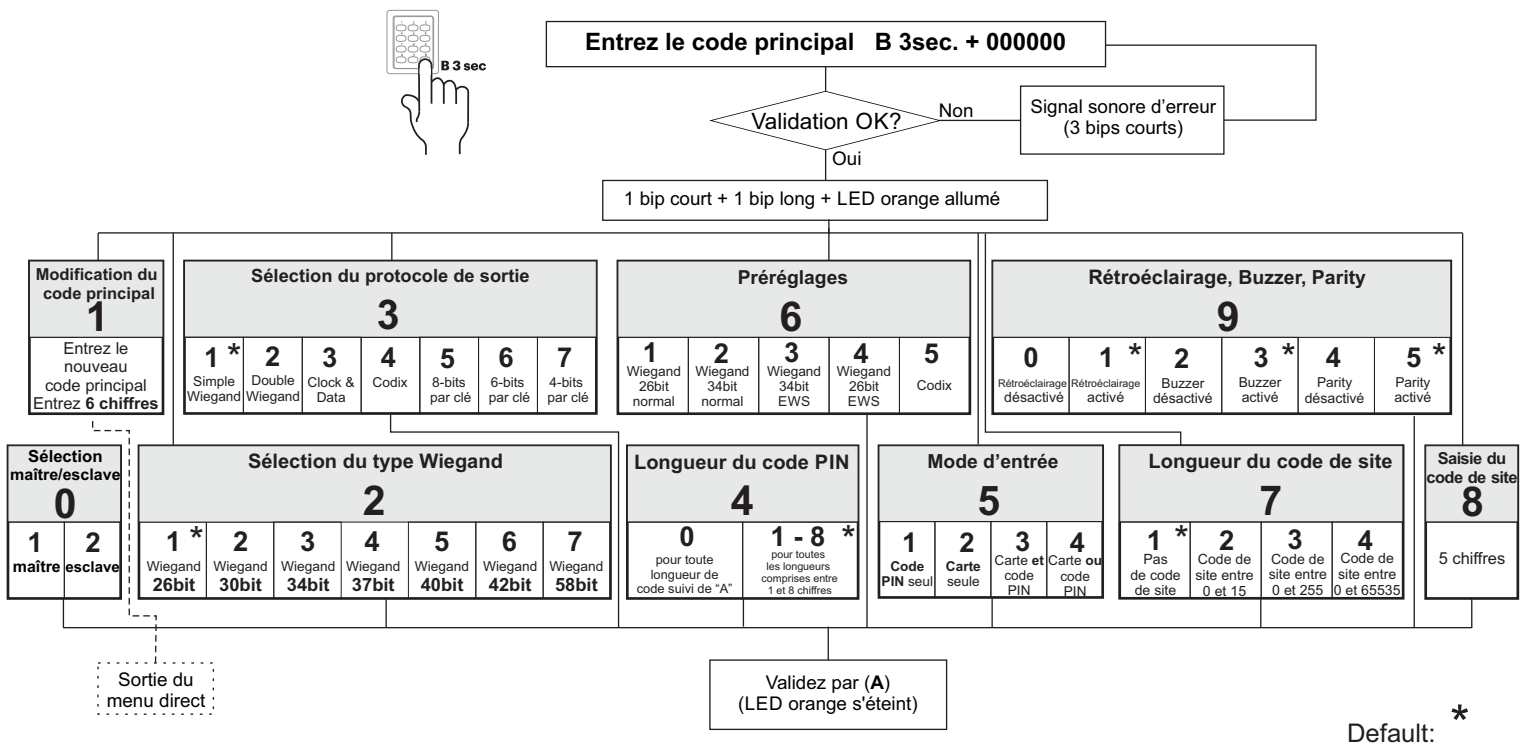 B 3 sec
Entrez le code principal B 3sec. + 000000
Validation OK?
Non
Signal sonore d'erreur
(3 bips courts)
Oui
1 bip court + 1 bip long + LED orange allumé
Modification du
code principal
1
Entrez le
nouveau
code principal
Entrez 6 chiffres
Sélection du protocole de sortie
3
1 *
Simple
Wiegand
2
Double
Wiegand
3
Clock &
Data
4
Codix
5
8-bits
par clé
6
6-bits
par clé
7
4-bits
par clé
Préréglages
6
1
Wiegand
26bit
normal
2
Wiegand
34bit
normal
3
Wiegand
34bit
EWS
4
Wiegand
26bit
EWS
5
Codix
Rétroéclairage, Buzzer, Parity
9
0
Rétroéclairage
désactivé
1 *
Rétroéclairage
activé
2
Buzzer
désactivé
3 *
Buzzer
activé
4
Parity
désactivé
5 *
Parity
activé
Sélection
maître/esclave
0
1
maître
2
esclave
Sélection du type Wiegand
2
1 *
Wiegand
26bit
2
Wiegand
30bit
3
Wiegand
34bit
4
Wiegand
37bit
5
Wiegand
40bit
6
Wiegand
42bit
7
Wiegand
58bit
Longueur du code PIN
4
0
pour toute
longueur de
code suivi de "A"
1 - 8 *
pour toutes
les longueurs
comprises entre
1 et 8 chiffres
Mode d'entrée
5
1
Code
PIN seul
2
Carte
seule
3
Carte et
code
PIN
4
Carte ou
code
PIN
Longueur du code de site
7
1 *
Pas
de code
de site
2
Code de
site entre
0 et 15
3
Code de
site entre
0 et 255
4
Code de
site entre
0 et 65535
Saisie du
code de site
8
5 chiffres
Sortie du
menu direct
Validez par (A)
(LED orange s'éteint)
Default: *